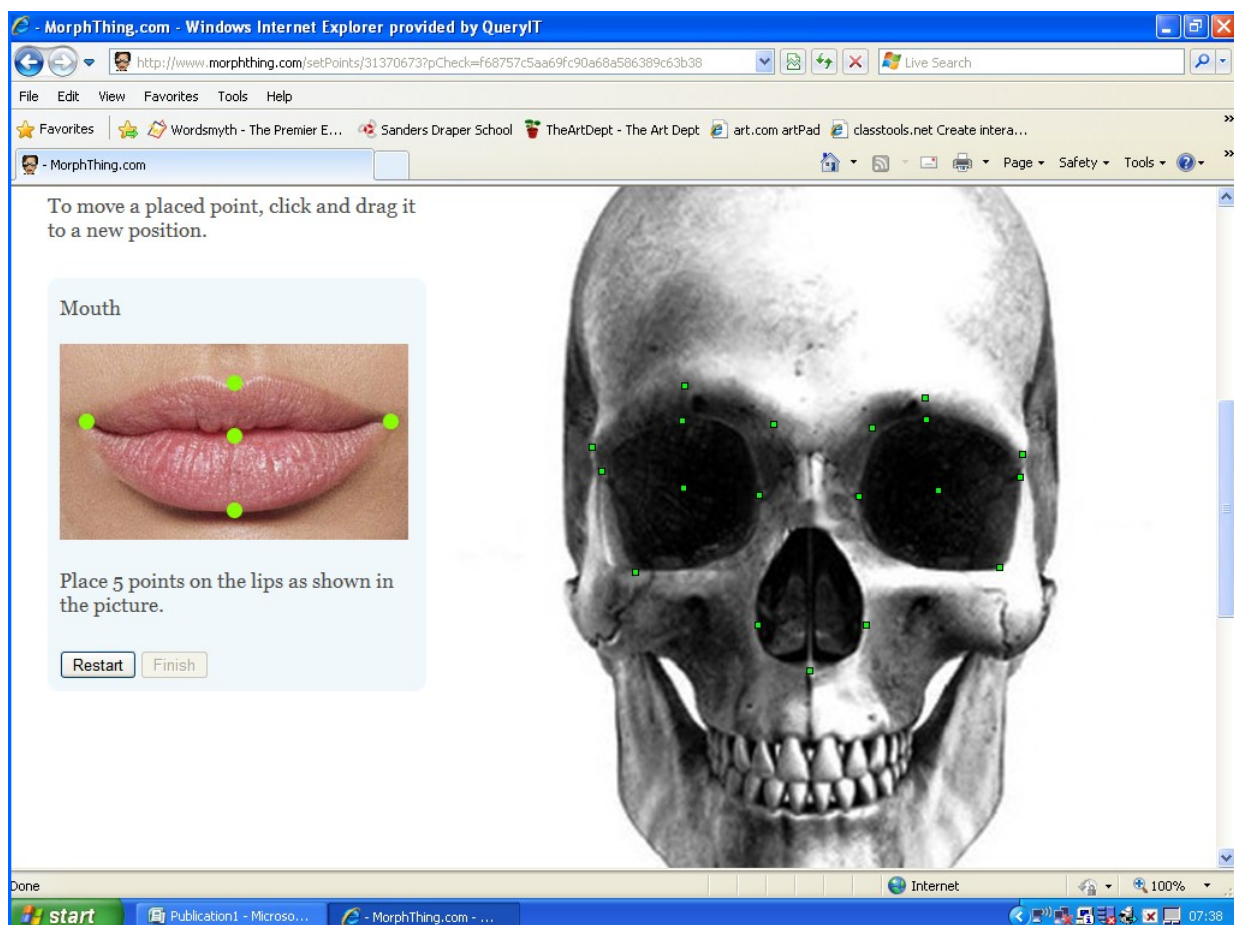 - MorphThing.com - Windows Internet Explorer provided by QueryIT
http://www.morphthing.com/setPoints/31370673?pCheck=f68757c5aa69fc90a68a586389c63b38
Live Search
File Edit View Favorites Tools Help
Favorites Wordsmyth - The Premier E... Sanders Draper School TheArtDept - The Art Dept art.com artPad classtools.net Create intera...
- MorphThing.com Page Safety Tools
To move a placed point, click and drag it
to a new position.
Mouth
Place 5 points on the lips as shown in
the picture.
Restart Finish
Done Internet 100%
start Publication1 - Microso... - MorphThing.com - ... 07:38